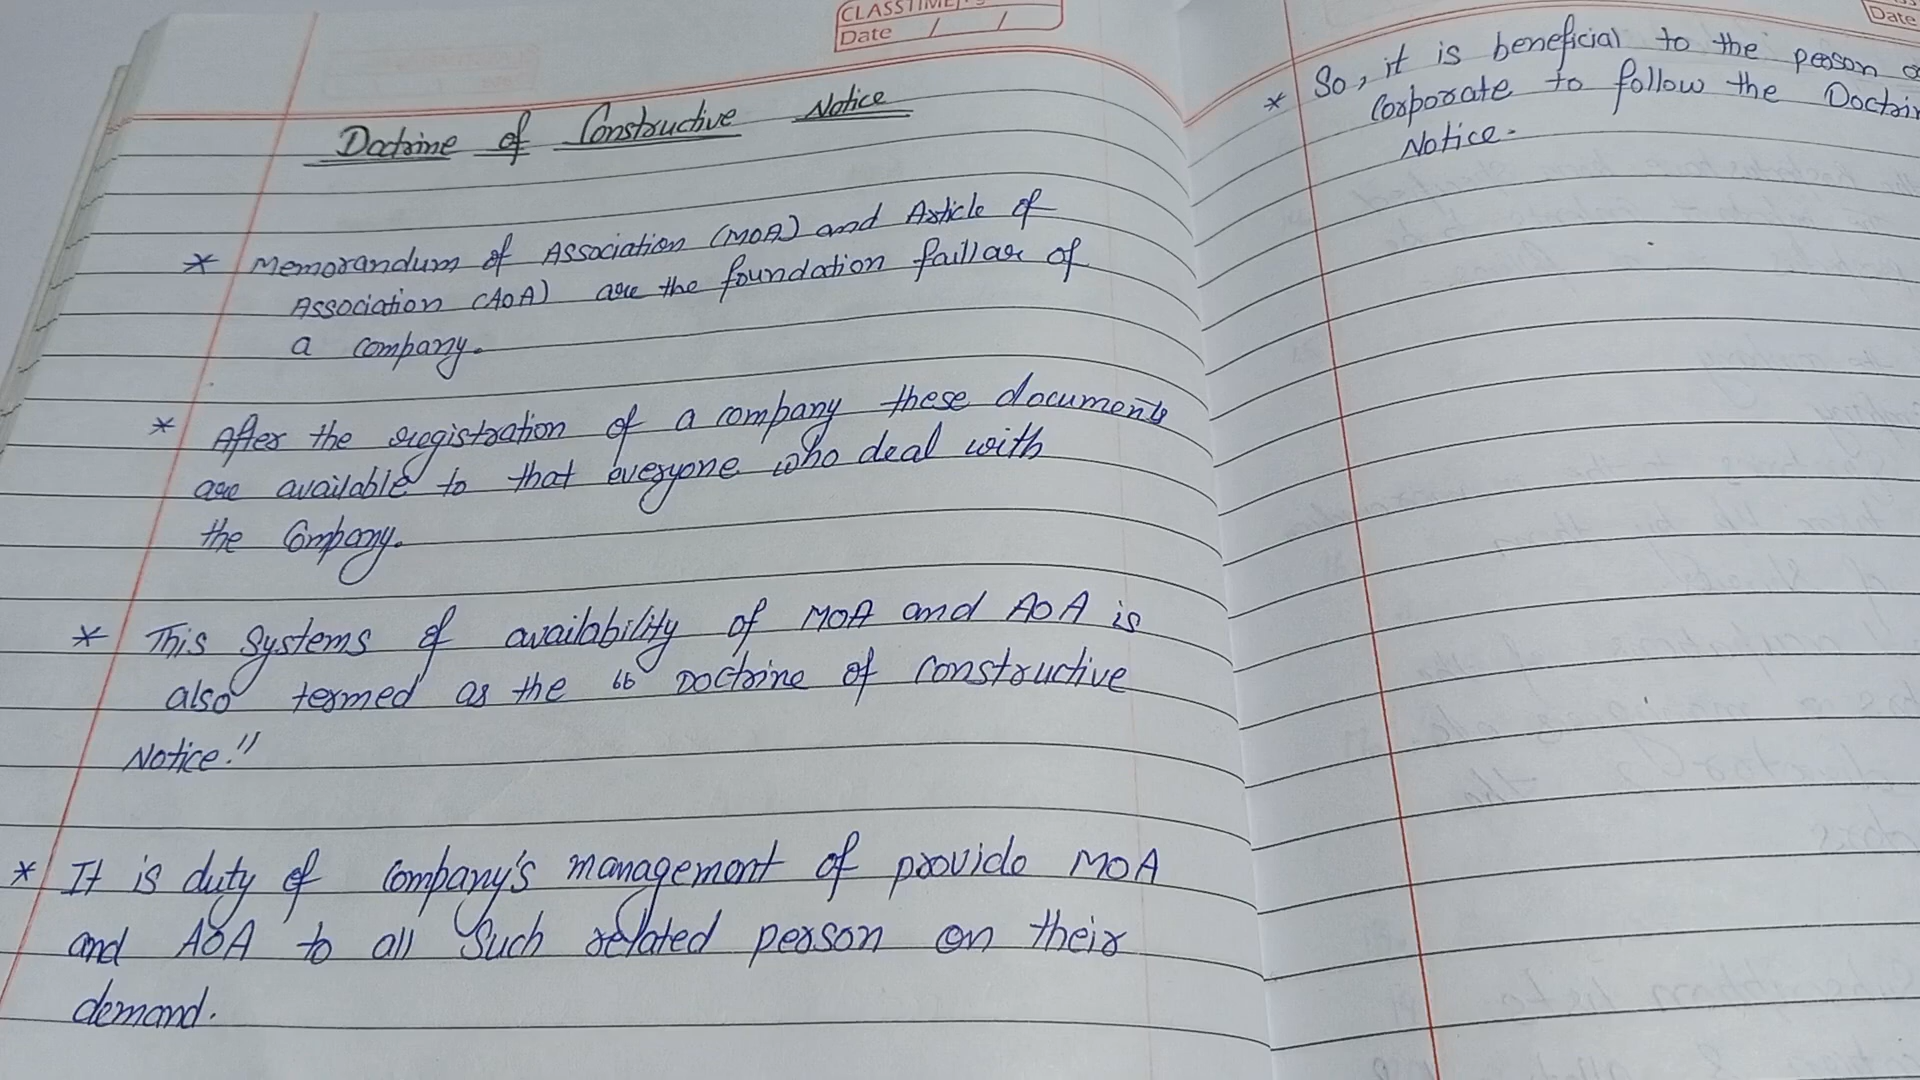 CLASSTIME
Date / /
Doctrine of Constructive Notice
* Memorandum of Association (MOA) and Article of
Association (AOA) are the foundation faillar of
a company.
* After the registration of a company these documents
are available to that everyone who deal with
the Company.
* This Systems of availability of MOA and AOA is
also termed as the " Doctrine of Constructive
Notice!"
* It is duty of Company's management of provide MOA
and AOA to all Such related person on their
demand.
Date
* So, it is beneficial to the person
Corporate to follow the
Notice.